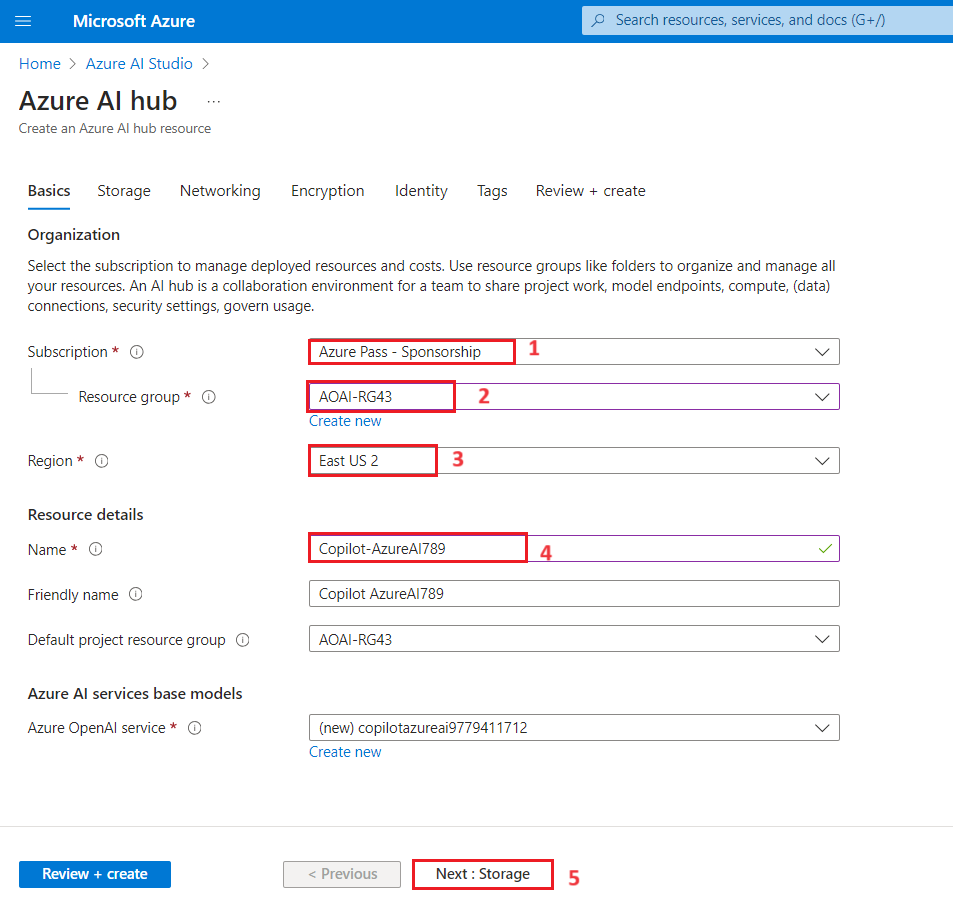 Microsoft Azure
Search resources, services, and docs (G+/)
Home > Azure AI Studio >
Azure AI hub ...
Create an Azure AI hub resource
Basics Storage Networking Encryption Identity Tags Review + create
Organization
Select the subscription to manage deployed resources and costs. Use resource groups like folders to organize and manage all
your resources. An AI hub is a collaboration environment for a team to share project work, model endpoints, compute, (data)
connections, security settings, govern usage.
Subscription * Azure Pass - Sponsorship 1
Resource group * AOAI-RG43 2
Create new
Region * East US 2 3
Resource details
Name * Copilot-AzureAI789 4
Friendly name Copilot AzureAI789
Default project resource group AOAI-RG43
Azure AI services base models
Azure OpenAI service * (new) copilotazureai9779411712
Create new
Review + create < Previous Next : Storage 5